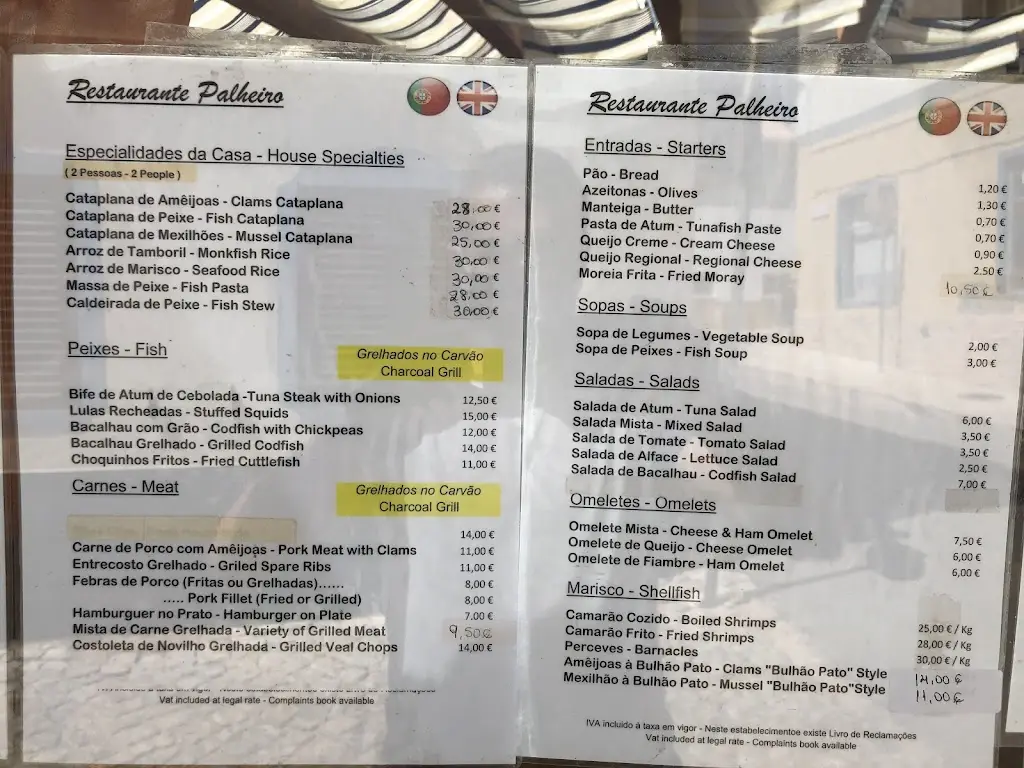 Restaurante Palheiro
Especialidades da Casa - House Specialties
( 2 Pessoas - 2 People )
Cataplana de Amêijoas - Clams Cataplana 28,00 €
Cataplana de Peixe - Fish Cataplana 30,00 €
Cataplana de Mexilhões - Mussel Cataplana 25,00 €
Arroz de Tamboril - Monkfish Rice 30,00 €
Arroz de Marisco - Seafood Rice 30,00 €
Massa de Peixe - Fish Pasta 28,00 €
Caldeirada de Peixe - Fish Stew 30,00 €
Peixes - Fish
Grelhados no Carvão
Charcoal Grill
Bife de Atum de Cebolada -Tuna Steak with Onions 12,50 €
Lulas Recheadas - Stuffed Squids 15,00 €
Bacalhau com Grão - Codfish with Chickpeas 12,00 €
Bacalhau Grelhado - Grilled Codfish 14,00 €
Choquinhos Fritos - Fried Cuttlefish 11,00 €
Carnes - Meat
Grelhados no Carvão
Charcoal Grill
14,00 €
Carne de Porco com Amêijoas - Pork Meat with Clams 11,00 €
Entrecosto Grelhado - Griled Spare Ribs 11,00 €
Febras de Porco (Fritas ou Grelhadas)...... 8,00 €
..... Pork Fillet (Fried or Grilled) 8,00 €
Hamburguer no Prato - Hamburger on Plate 7.00 €
Mista de Carne Grelhada - Variety of Grilled Meat 9,50€
Costoleta de Novilho Grelhada - Grilled Veal Chops 14,00 €
Vat included at legal rate - Complaints book available
Restaurante Palheiro
Entradas - Starters
Pão - Bread 1,20 €
Azeitonas - Olives 1,30 €
Manteiga - Butter 0,70 €
Pasta de Atum - Tunafish Paste 0,70 €
Queijo Creme - Cream Cheese 0,90 €
Queijo Regional - Regional Cheese 2.50 €
Moreia Frita - Fried Moray 10,50 €
Sopas - Soups
Sopa de Legumes - Vegetable Soup 2,00 €
Sopa de Peixes - Fish Soup 3,00 €
Saladas - Salads
Salada de Atum - Tuna Salad 6,00 €
Salada Mista - Mixed Salad 3,50 €
Salada de Tomate - Tomato Salad 3,50 €
Salada de Alface - Lettuce Salad 2,50 €
Salada de Bacalhau - Codfish Salad 7,00 €
Omeletes - Omelets
Omelete Mista - Cheese & Ham Omelet 7,50 €
Omelete de Queijo - Cheese Omelet 6,00 €
Omelete de Fiambre - Ham Omelet 6,00 €
Marisco - Shellfish
Camarão Cozido - Boiled Shrimps 25,00 € / Kg
Camarão Frito - Fried Shrimps 28,00 € / Kg
Perceves - Barnacles 30,00 € / Kg
Amêijoas à Bulhão Pato - Clams "Bulhão Pato" Style 14,00 €
Mexilhão à Bulhão Pato - Mussel "Bulhão Pato"Style 11,00 €
IVA incluido á taxa em vigor - Neste estabelecimentoe existe Livro de Reclamações
Vat included at legal rate - Complaints book available